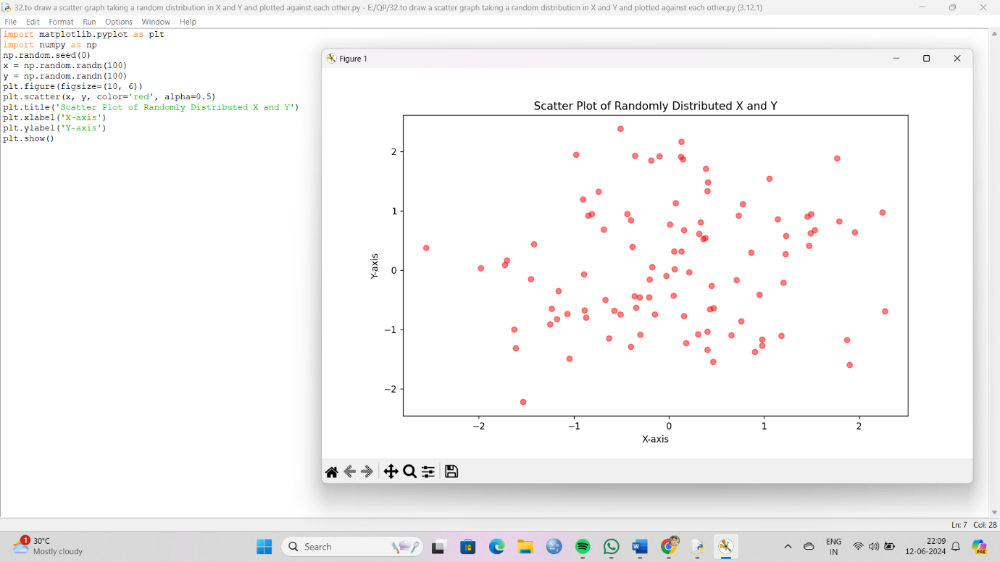 32.to draw a scatter graph taking a random distribution in X and Y and plotted against each other.py - E:/QP/32.to draw a scatter graph taking a random distribution in X and Y and plotted against each other.py (3.12.1)
File Edit Format Run Options Window Help
import matplotlib.pyplot as plt
import numpy as np
np.random.seed(0)
x = np.random.randn(100)
y = np.random.randn(100)
plt.figure(figsize=(10, 6))
plt.scatter(x, y, color='red', alpha=0.5)
plt.title('Scatter Plot of Randomly Distributed X and Y')
plt.xlabel('X-axis')
plt.ylabel('Y-axis')
plt.show()
Figure 1
Scatter Plot of Randomly Distributed X and Y
2
1
0
−1
−2
Y-axis
−2 −1 0 1 2
X-axis
Ln: 7 Col: 28
1
30°C
Mostly cloudy
Search
ENG
IN
22:09
12-06-2024
PRE